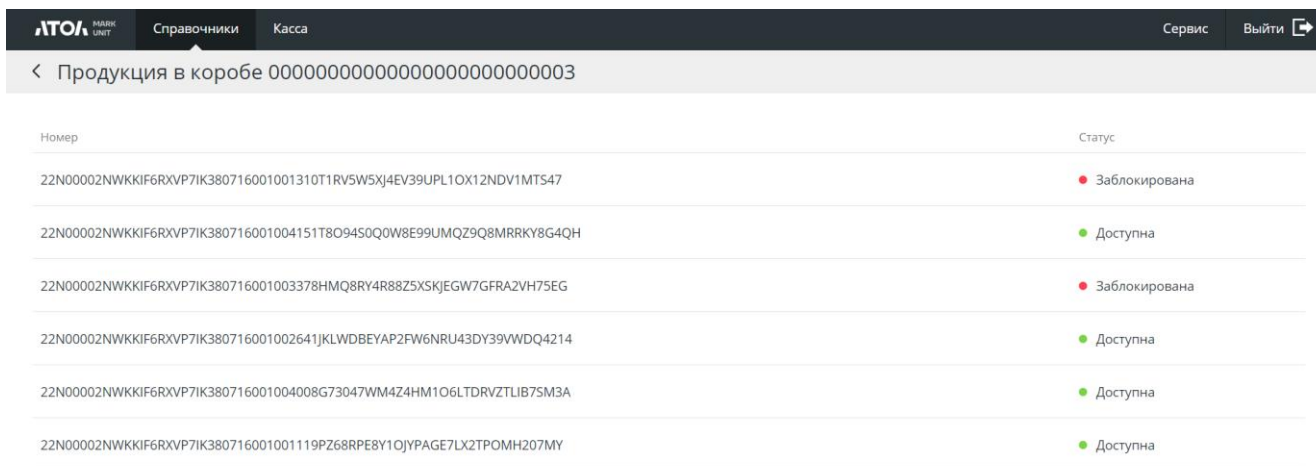 АТОЛ MARK UNIT Справочники Касса Сервис Выйти
Продукция в коробе 00000000000000000000000003
Номер Статус
22N00002NWKKIF6RXVP7IK380716001001310T1RV5W5XJ4EV39UPL1OX12NDV1MTS47 Заблокирована
22N00002NWKKIF6RXVP7IK380716001004151T8O94S0Q0W8E99UMQZ9Q8MRRKY8G4QH Доступна
22N00002NWKKIF6RXVP7IK380716001003378HMQ8RY4R88Z5XSKJEGW7GFRA2VH75EG Заблокирована
22N00002NWKKIF6RXVP7IK380716001002641JKLWDBEYAP2FW6NRU43DY39VWDQ4214 Доступна
22N00002NWKKIF6RXVP7IK380716001004008G73047WM4Z4HM1O6LTDRVZTLIB7SM3A Доступна
22N00002NWKKIF6RXVP7IK380716001001119PZ68RPE8Y1OJYPAGE7LX2TPOMH207MY Доступна